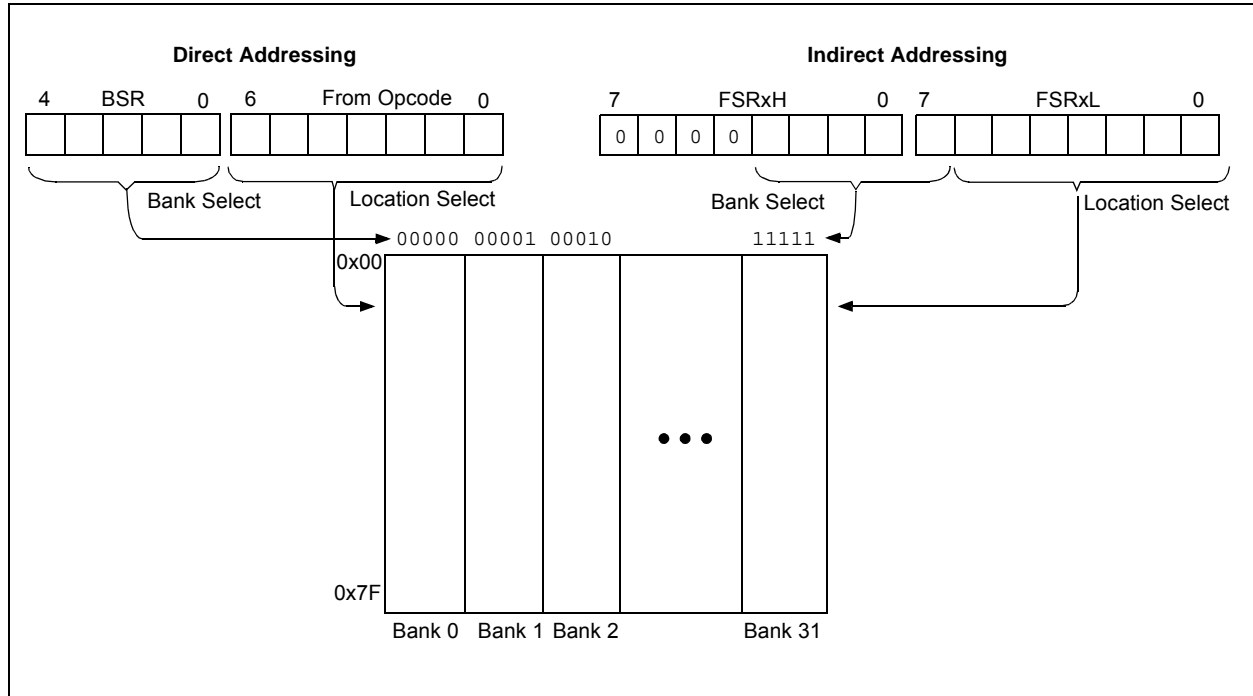 Direct Addressing
Indirect Addressing
4 BSR 0 6 From Opcode 0
7 FSRxH 0 7 FSRxL 0
0 0 0 0
Bank Select
Location Select
Bank Select
Location Select
00000 00001 00010 11111
0x00
0x7F
Bank 0 Bank 1 Bank 2 Bank 31